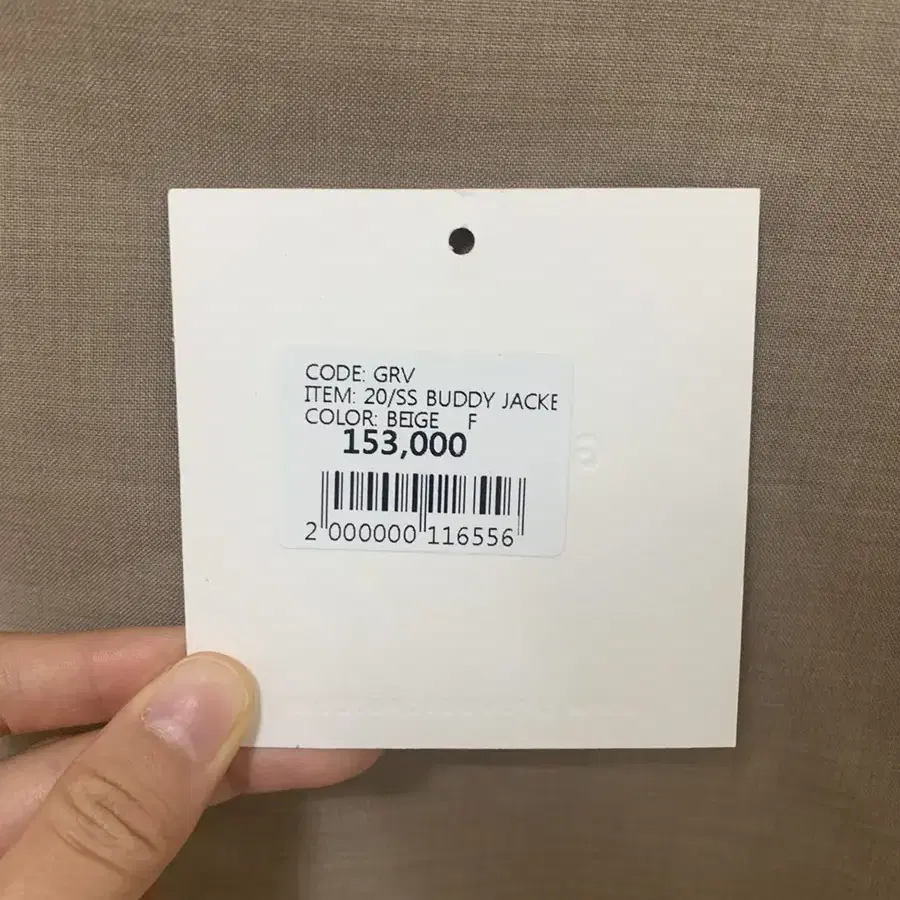 CODE: GRV
ITEM: 20/SS BUDDY JACKE
COLOR: BEIGE F
153,000
2 000000 116556